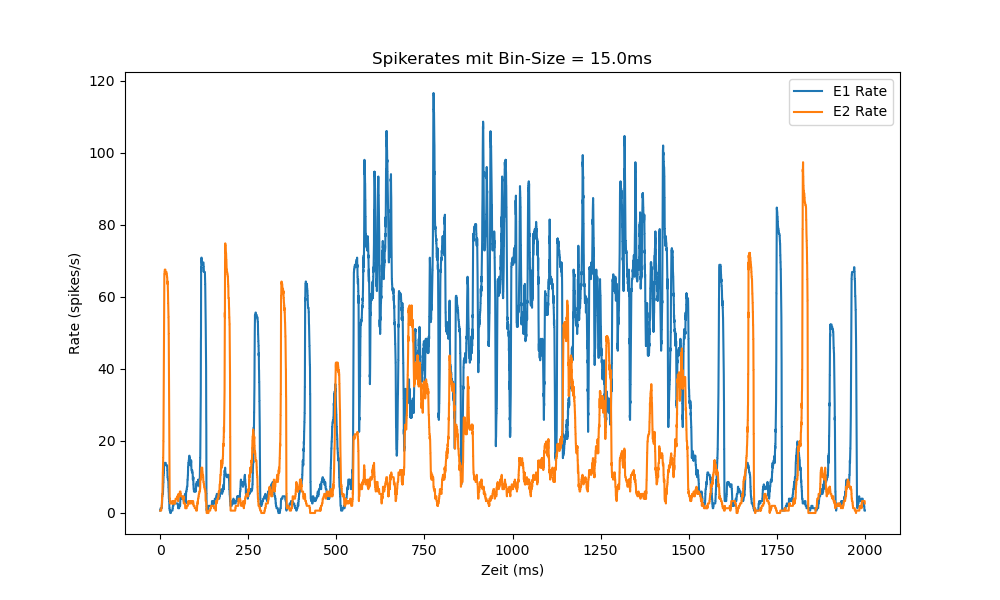 Spikerates mit Bin-Size = 15.0ms
E1 Rate
E2 Rate
Rate (spikes/s)
120
100
80
60
40
20
0
0 250 500 750 1000 1250 1500 1750 2000
Zeit (ms)